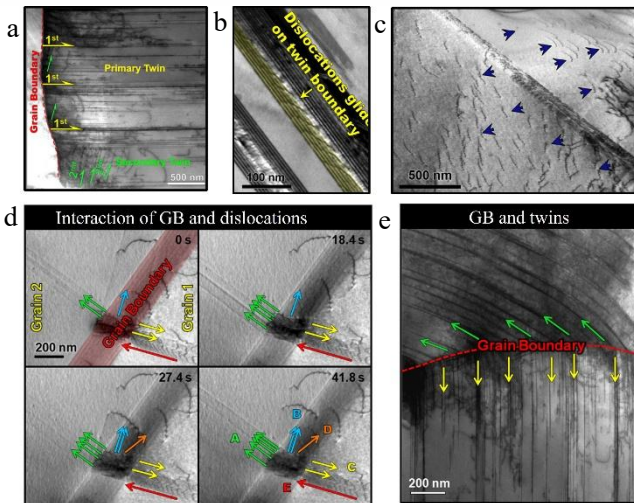 a
1st
Primary Twin
1st
Grain Boundary
1st
Secondary Twin
2nd
500 nm
b
Dislocations glide
on twin boundary
100 nm
c
500 nm
d
Interaction of GB and dislocations
0 s
Grain 2
Grain Boundary
Grain 1
200 nm
18.4 s
27.4 s
41.8 s
A
B
D
C
E
e
GB and twins
Grain Boundary
200 nm